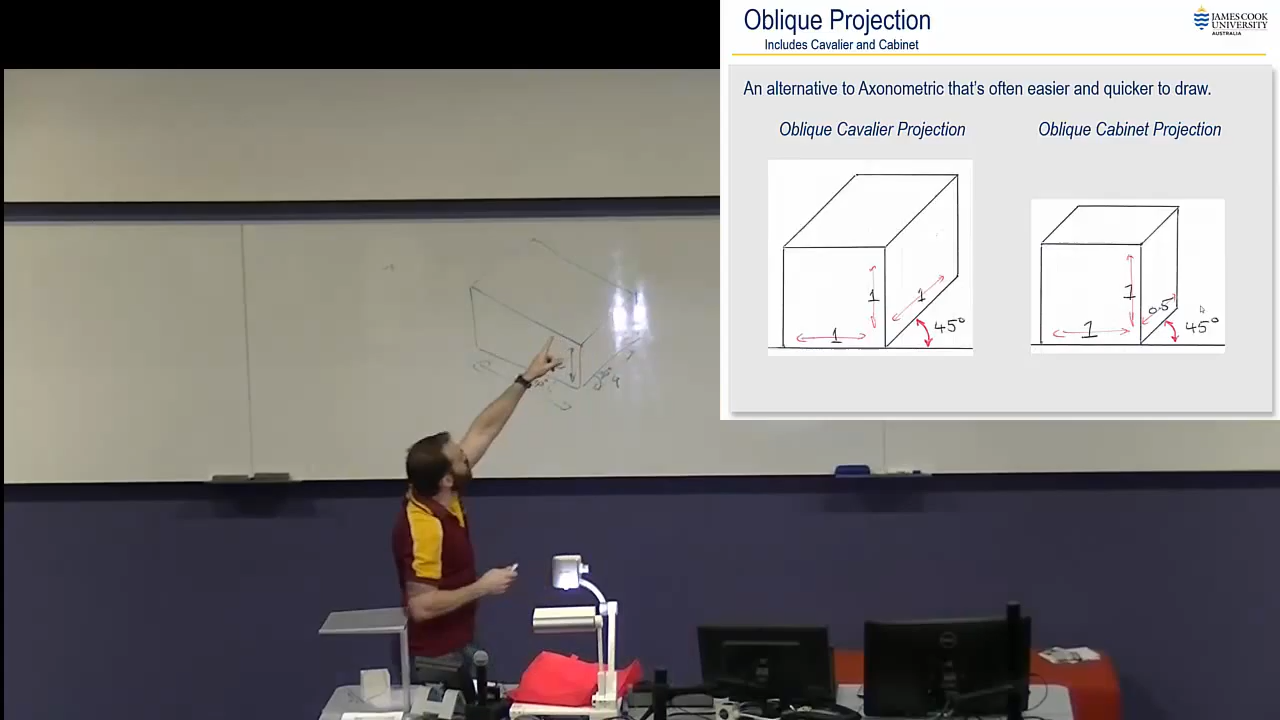 Oblique Projection
Includes Cavalier and Cabinet
JAMES COOK
UNIVERSITY
AUSTRALIA
An alternative to Axonometric that's often easier and quicker to draw.
Oblique Cavalier Projection
Oblique Cabinet Projection
1
1
1
45°
1
1
0.5
45°